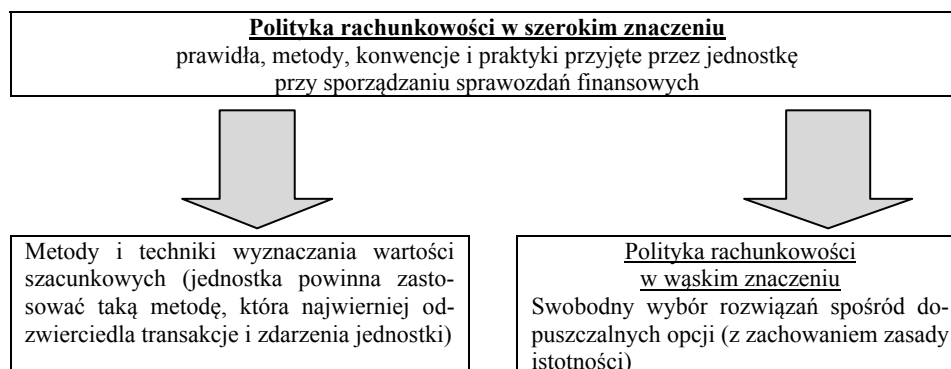 Polityka rachunkowości w szerokim znaczeniu
prawidła, metody, konwencje i praktyki przyjęte przez jednostkę
przy sporządzaniu sprawozdań finansowych
Metody i techniki wyznaczania wartości
szacunkowych (jednostka powinna zasto-
sować taką metodę, która najwierniej od-
zwierciedla transakcje i zdarzenia jednostki)
Polityka rachunkowości
w wąskim znaczeniu
Swobodny wybór rozwiązań spośród do-
puszczalnych opcji (z zachowaniem zasady
istotności)